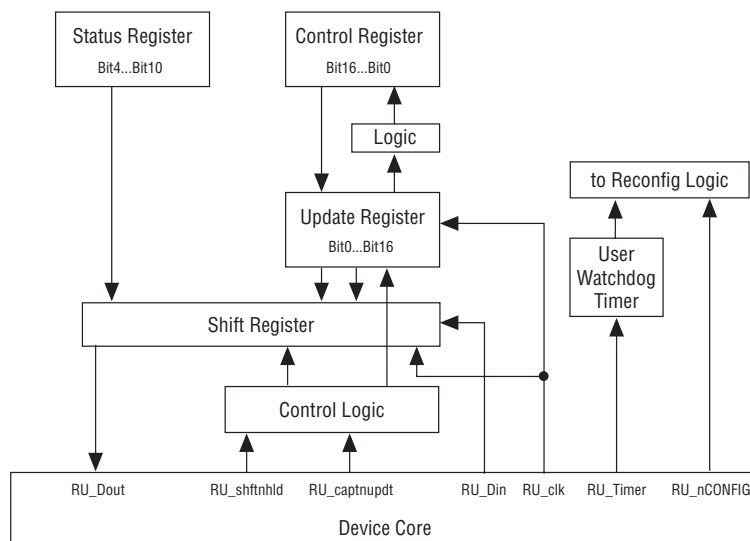 Status Register
Bit4...Bit10
Control Register
Bit16...Bit0
Logic
to Reconfig Logic
Update Register
Bit0...Bit16
User
Watchdog
Timer
Shift Register
Control Logic
RU_Dout
RU_shftnhld
RU_captnupdt
RU_Din
RU_clk
RU_Timer
RU_nCONFIG
Device Core